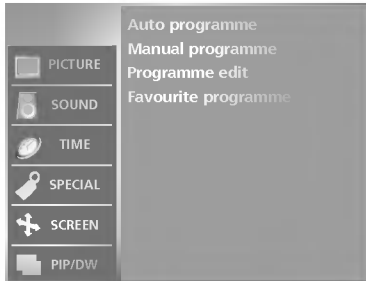 Auto programme
Manual programme
Programme edit
Favourite programme
PICTURE
SOUND
TIME
SPECIAL
SCREEN
PIP/DW